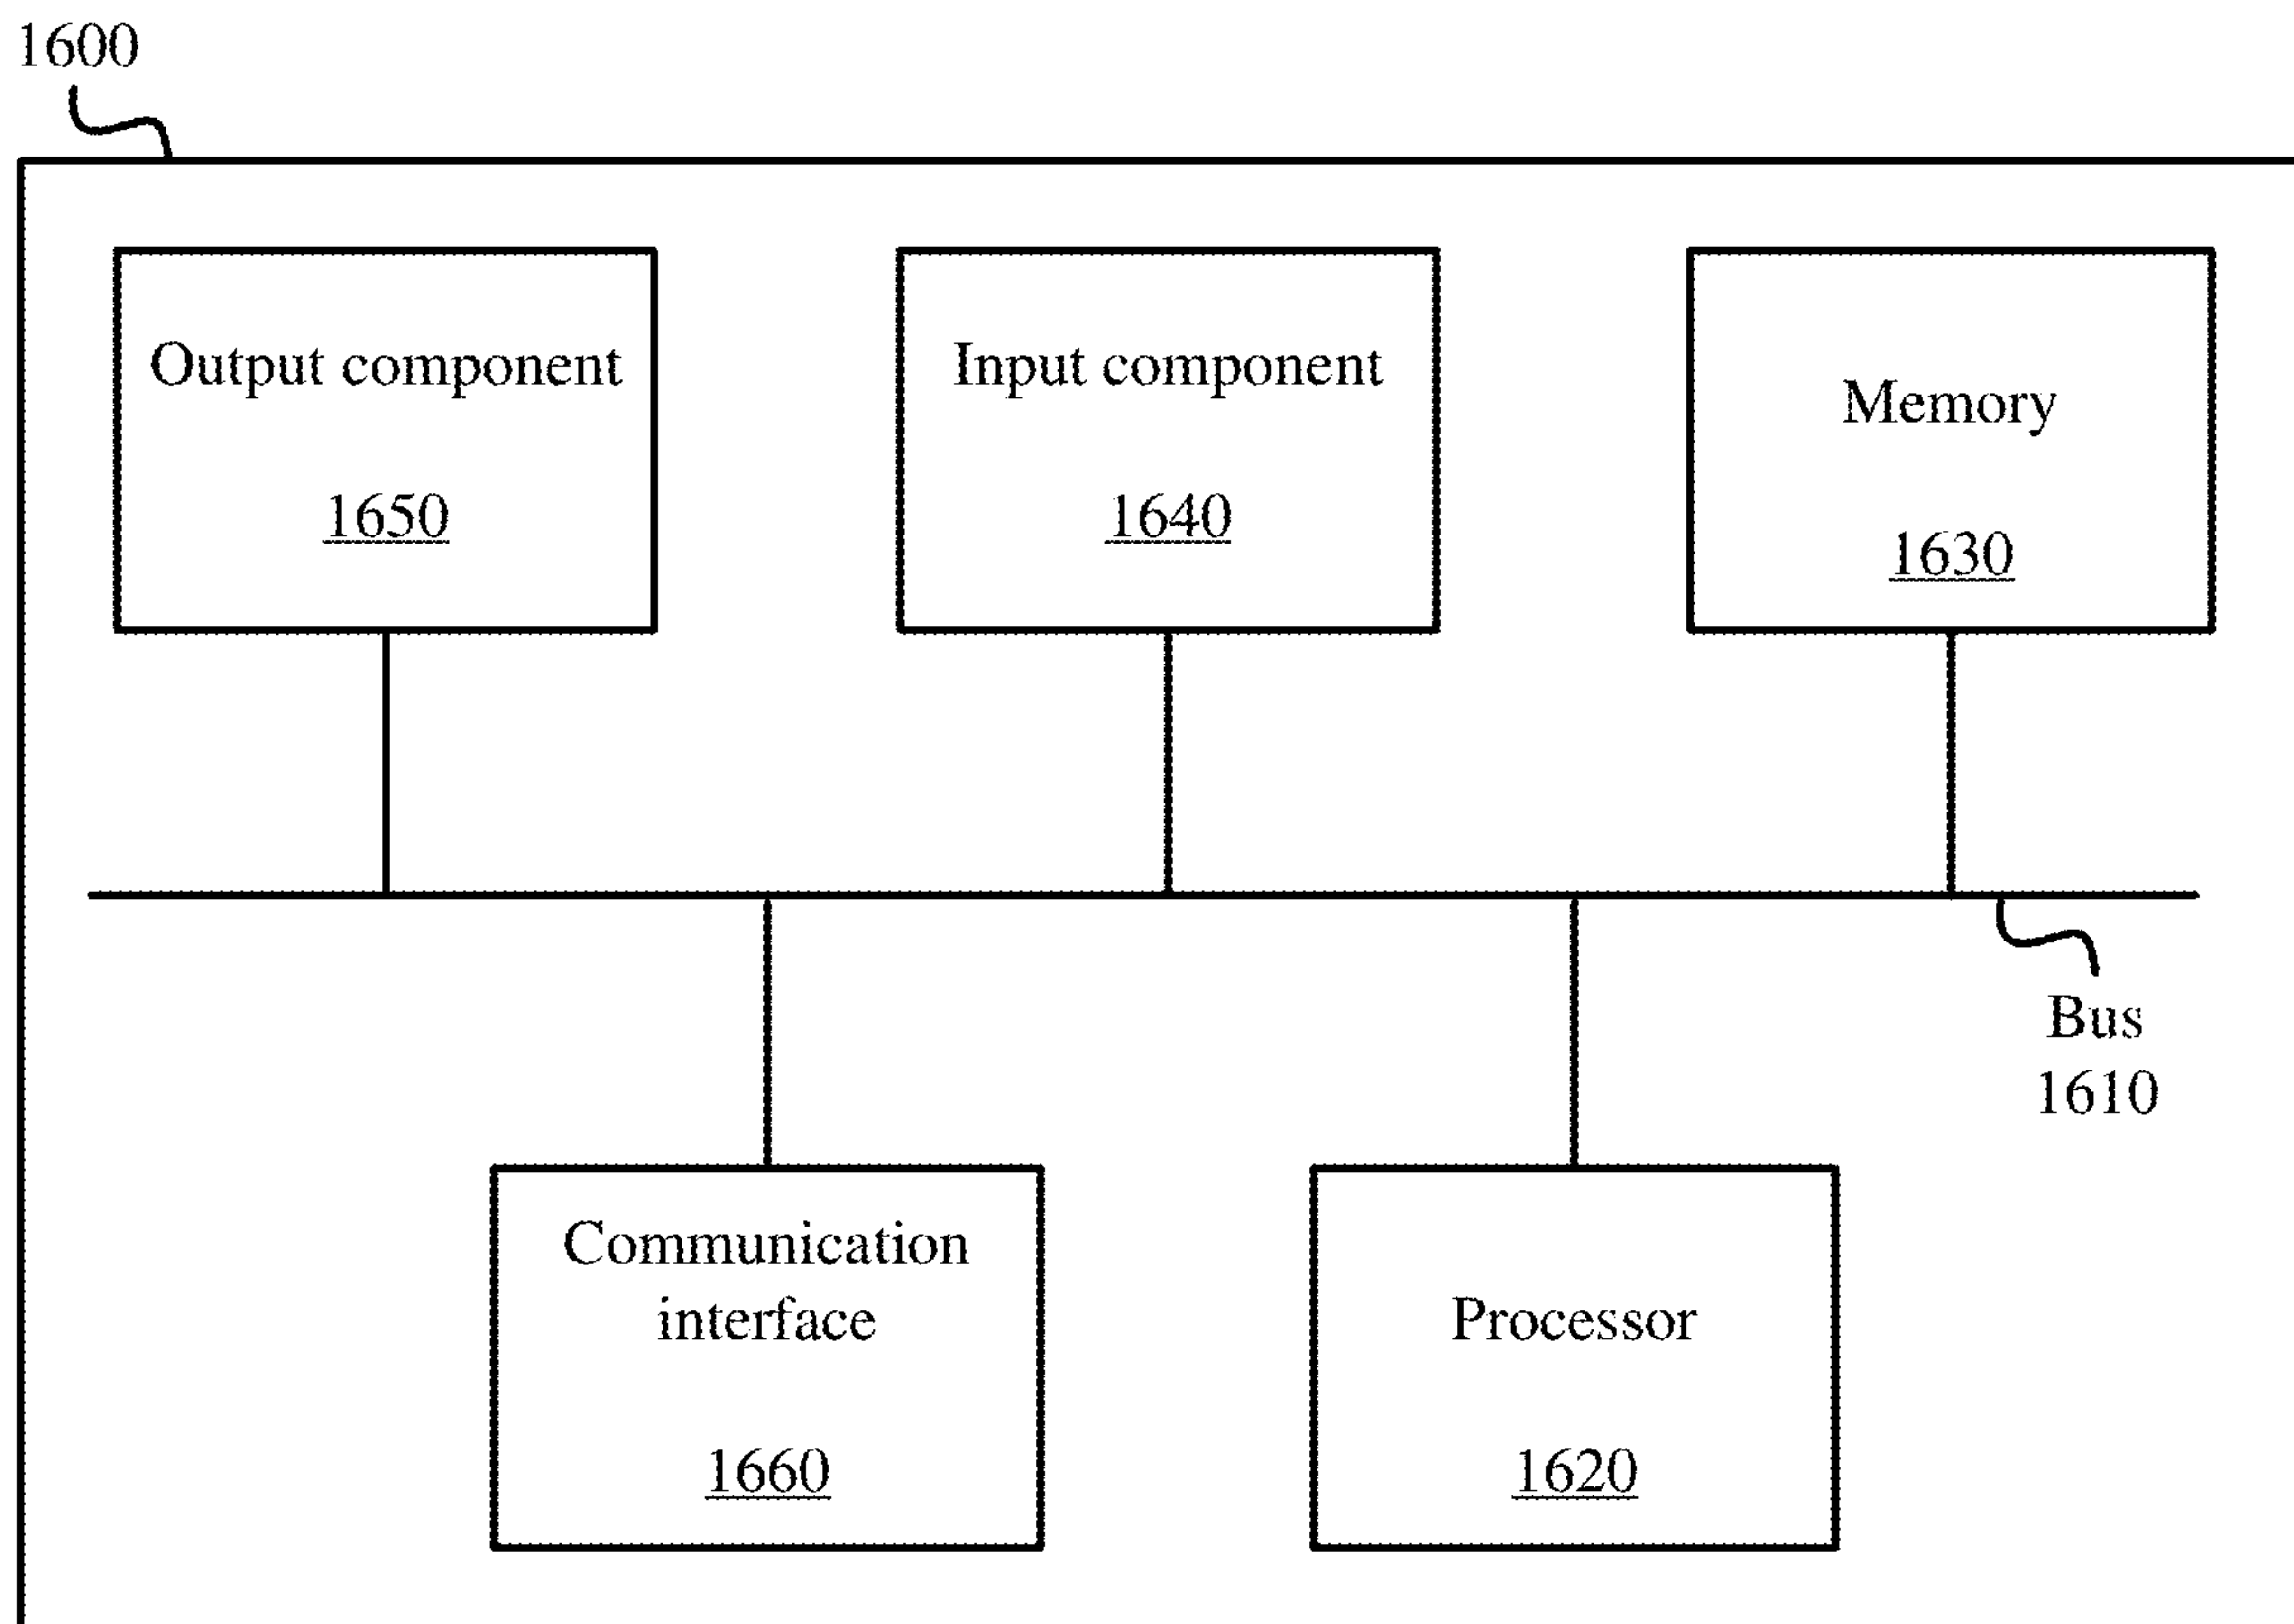 1600
Output component
1650
Input component
1640
Memory
1630
Bus
1610
Communication
interface
1660
Processor
1620